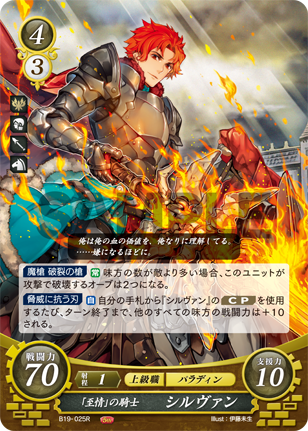 4
3
俺は俺の血の価値を、俺なりに理解してる。
……嫌になるほどに。
魔槍 破裂の槍 常 味方の数が敵より多い場合、このユニットが
攻撃で破壊するオーブは2つになる。
脅威に抗う刃 自 自分の手札から『シルヴァン』の CP を使用
するたび、ターン終了まで、他のすべての味方の戦闘力は+10
される。
戦闘力 70
射程 1 上級職 パラディン
支援力 10
「至情」の騎士 シルヴァン
B19-025R Illust：伊藤未生